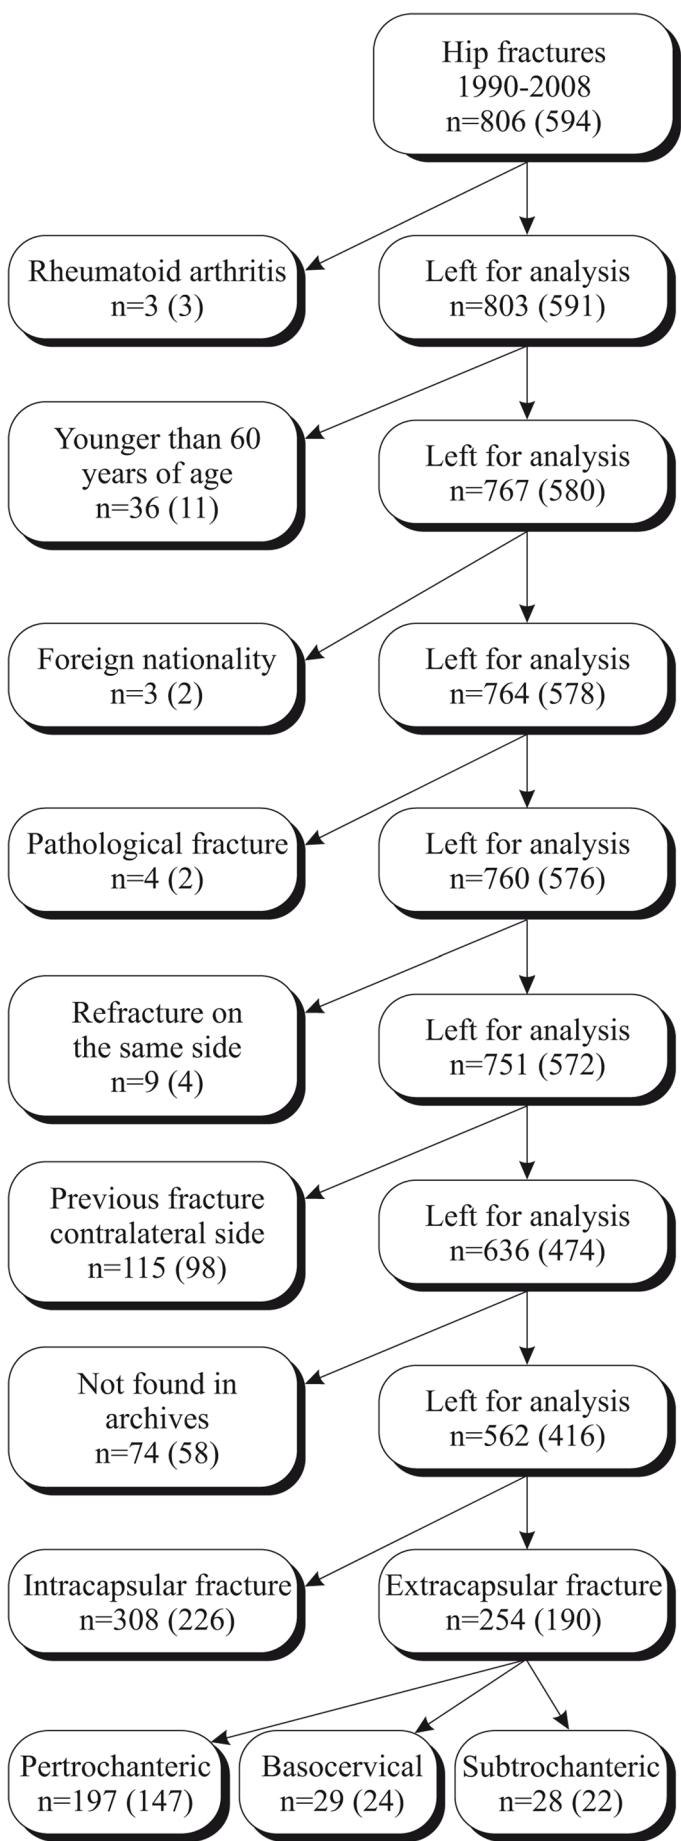 Hip fractures
1990-2008
n=806 (594)
Rheumatoid arthritis
n=3 (3)
Left for analysis
n=803 (591)
Younger than 60
years of age
n=36 (11)
Left for analysis
n=767 (580)
Foreign nationality
n=3 (2)
Left for analysis
n=764 (578)
Pathological fracture
n=4 (2)
Left for analysis
n=760 (576)
Refracture on
the same side
n=9 (4)
Left for analysis
n=751 (572)
Previous fracture
contralateral side
n=115 (98)
Left for analysis
n=636 (474)
Not found in
archives
n=74 (58)
Left for analysis
n=562 (416)
Intracapsular fracture
n=308 (226)
Extracapsular fracture
n=254 (190)
Pertrochanteric
n=197 (147)
Basocervical
n=29 (24)
Subtrochanteric
n=28 (22)